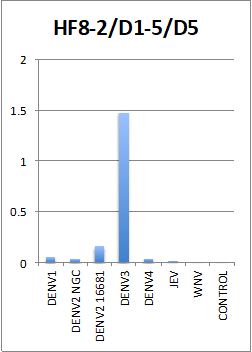 HF8-2/D1-5/D5
2
1.5
1
0.5
0
DENV1
DENV2 NGC
DENV2 16681
DENV3
DENV4
JEV
WNV
CONTROL